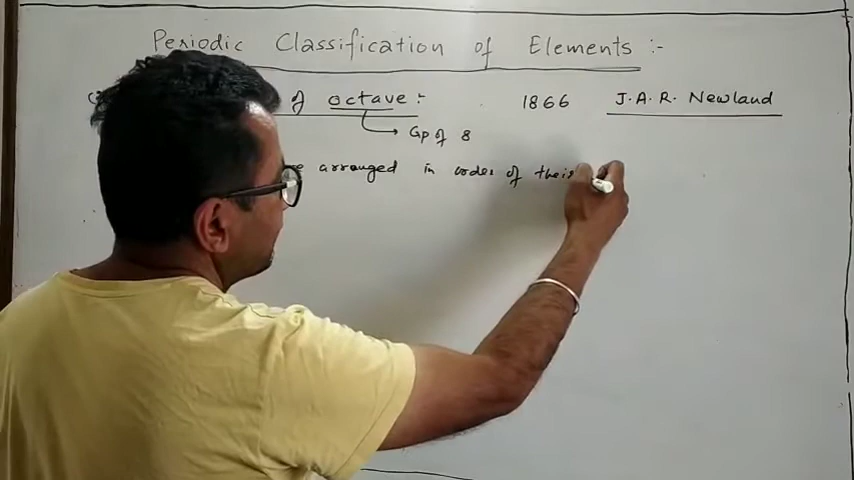 Periodic Classification of Elements :-
of octave :- 1866 J.A.R. Newland
Gp of 8
arranged in order of their